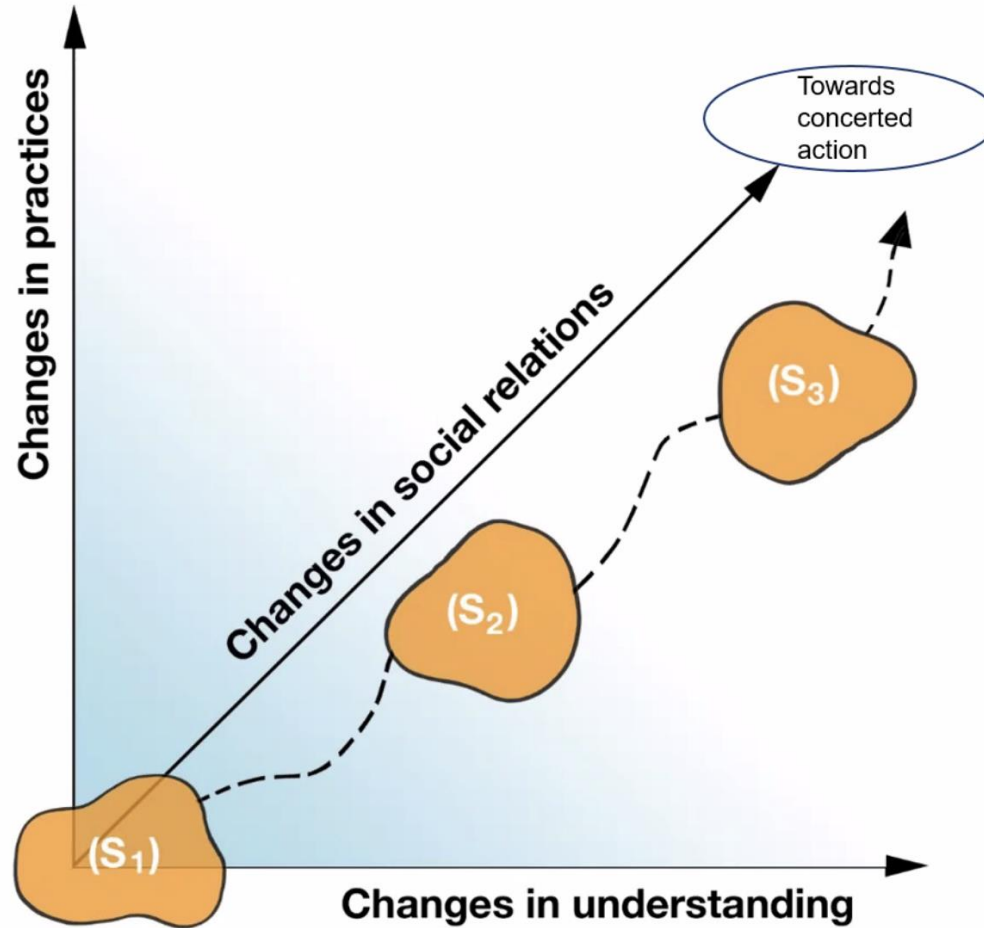 Changes in practices
Towards
concerted
action
Changes in social relations
(S₃)
(S₂)
(S₁)
Changes in understanding